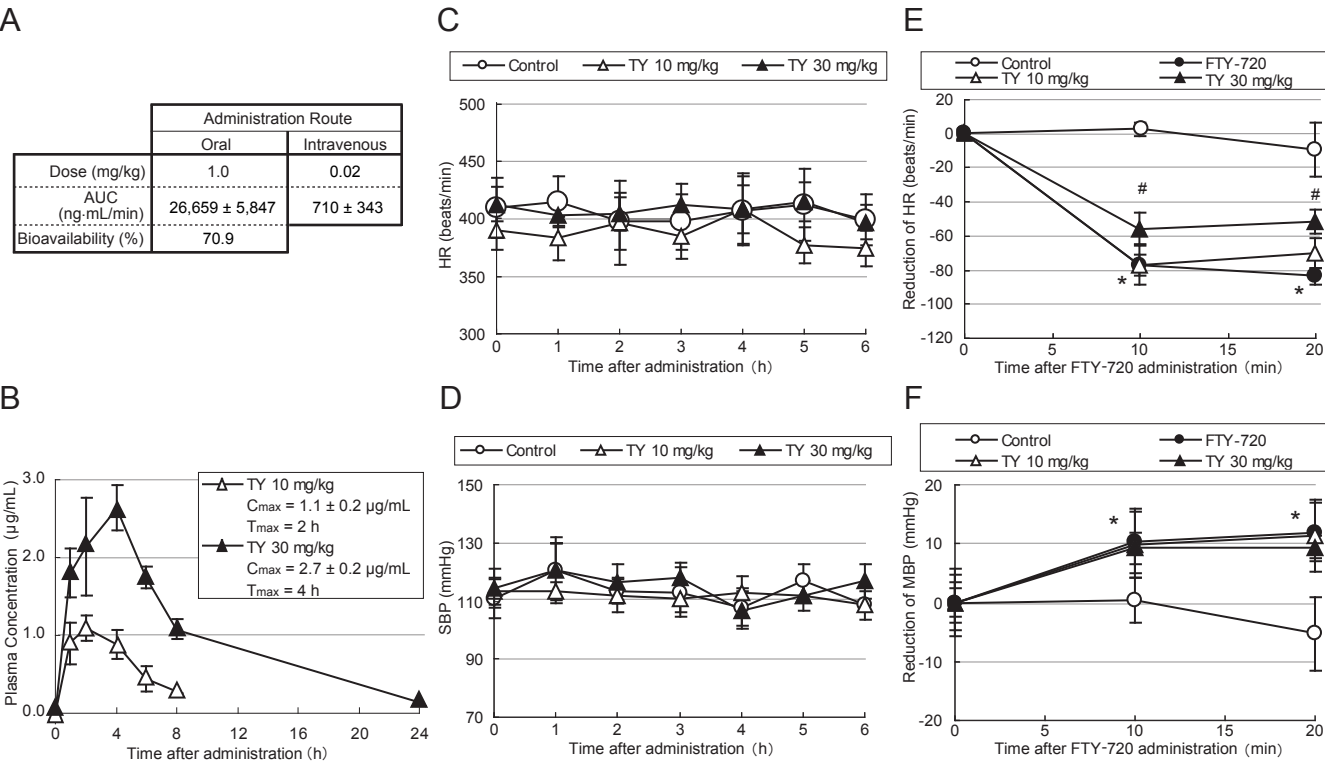 A
Administration Route
Oral Intravenous
Dose (mg/kg) 1.0 0.02
AUC (ng·mL/min) 26,659 ± 5,847 710 ± 343
Bioavailability (%) 70.9
B
Plasma Concentration (μg/mL)
3.0
2.0
1.0
0.0
0 4 8 12 16 20 24
Time after administration (h)
TY 10 mg/kg
Cmax = 1.1 ± 0.2 μg/mL
Tmax = 2 h
TY 30 mg/kg
Cmax = 2.7 ± 0.2 μg/mL
Tmax = 4 h
C
Control TY 10 mg/kg TY 30 mg/kg
HR (beats/min)
500
450
400
350
300
0 1 2 3 4 5 6
Time after administration (h)
D
Control TY 10 mg/kg TY 30 mg/kg
SBP (mmHg)
150
130
110
90
70
0 1 2 3 4 5 6
Time after administration (h)
E
Control FTY-720
TY 10 mg/kg TY 30 mg/kg
Reduction of HR (beats/min)
20
0
-20
-40
-60
-80
-100
-120
# #
* *
0 5 10 15 20
Time after FTY-720 administration (min)
F
Control FTY-720
TY 10 mg/kg TY 30 mg/kg
Reduction of MBP (mmHg)
20
10
0
-10
-20
* *
0 5 10 15 20
Time after FTY-720 administration (min)